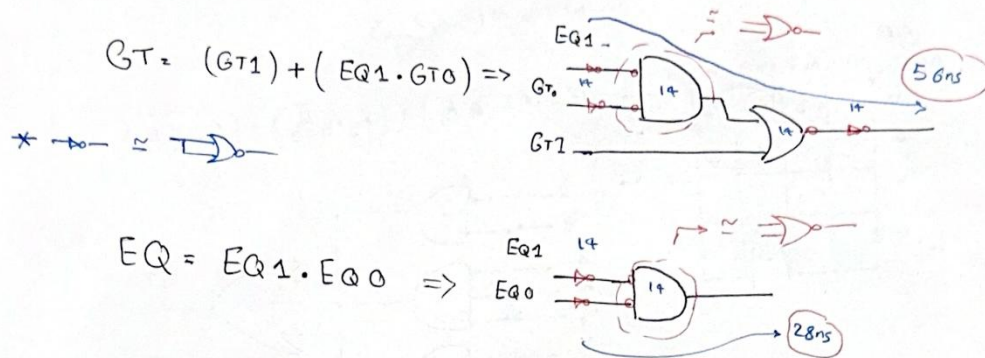 GT = (GT1) + (EQ1 . GT0) =>
EQ1
14
GT0
14
GT1
14
14
≅
56ns
* ≅
EQ = EQ1 . EQ0 =>
EQ1
14
EQ0
14
≅
28ns